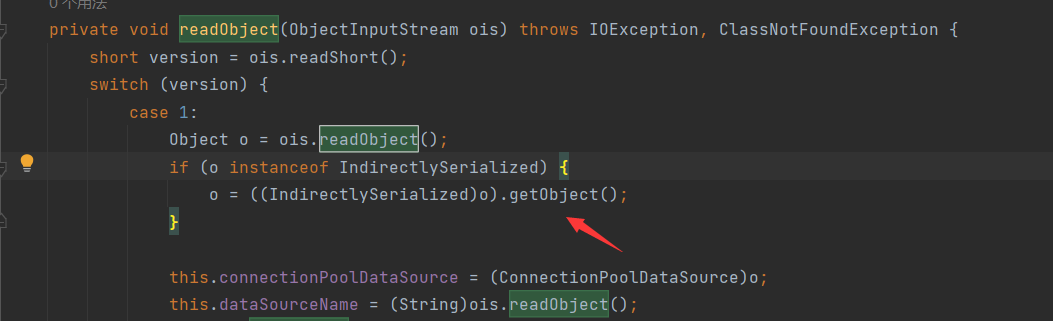 0 个用法
private void readObject(ObjectInputStream ois) throws IOException, ClassNotFoundException {
short version = ois.readShort();
switch (version) {
case 1:
Object o = ois.readObject();
if (o instanceof IndirectlySerialized) {
o = ((IndirectlySerialized)o).getObject();
}
this.connectionPoolDataSource = (ConnectionPoolDataSource)o;
this.dataSourceName = (String)ois.readObject();